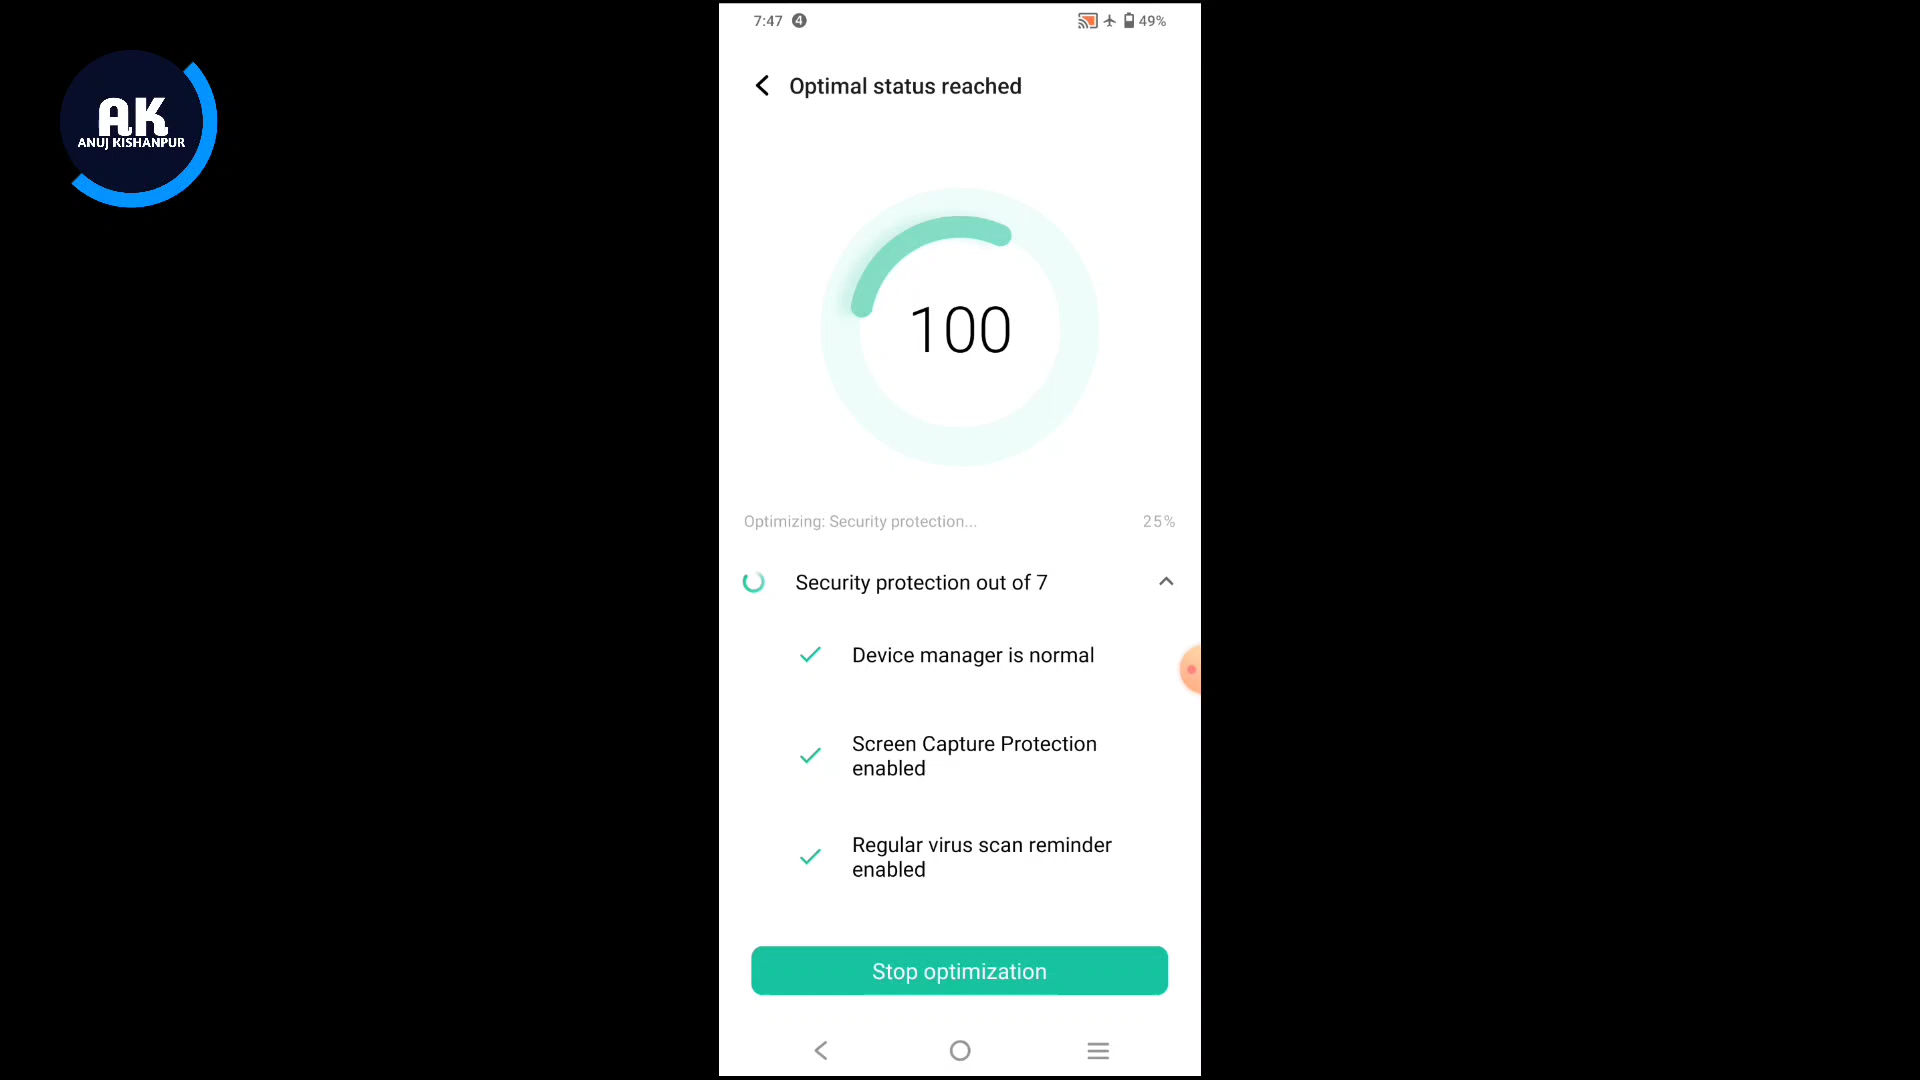 AK
ANUJ KISHANPUR
7:47 4
49%
Optimal status reached
100
Optimizing: Security protection...
25%
Security protection out of 7
Device manager is normal
Screen Capture Protection
enabled
Regular virus scan reminder
enabled
Stop optimization